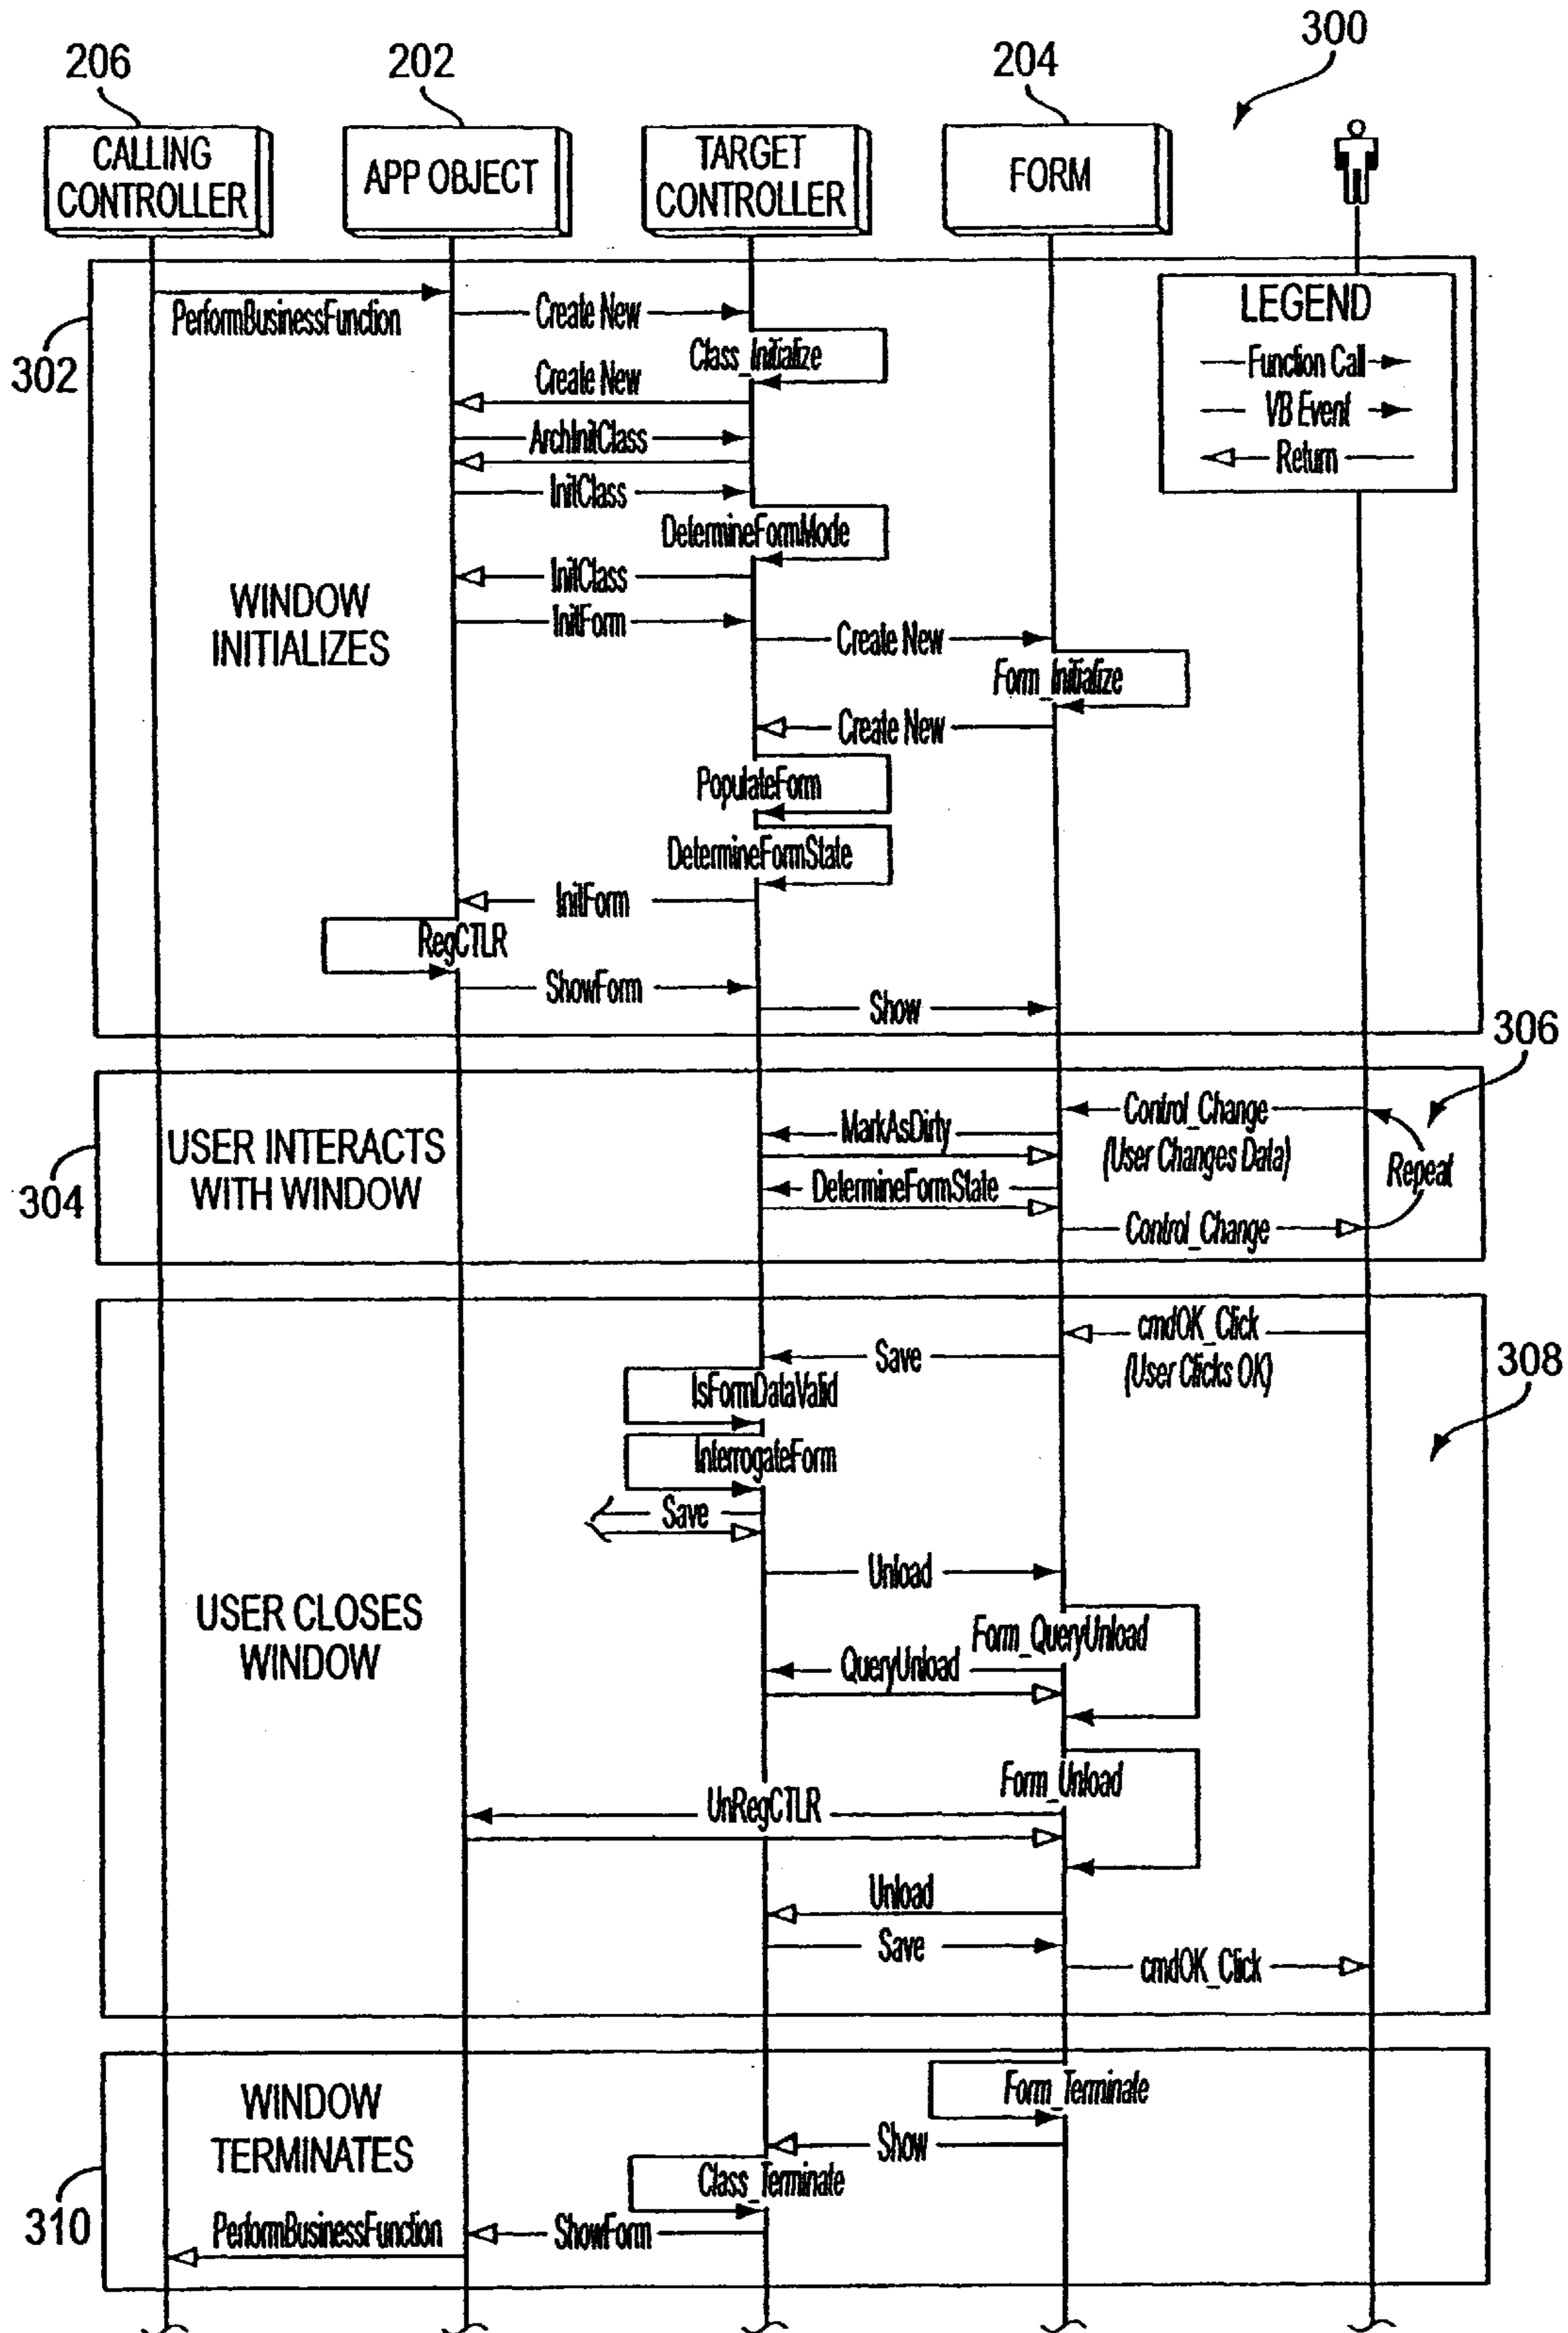 300
206
202
204
CALLING
CONTROLLER
APP OBJECT
TARGET
CONTROLLER
FORM
LEGEND
Function Call
VB Event
Return
302
PerformBusinessFunction
Create New
Class_Initialize
Create New
ArchInitClass
InitClass
DetermineFormMode
InitClass
WINDOW
INITIALIZES
InitForm
Create New
Form_Initialize
Create New
PopulateForm
DetermineFormState
InitForm
RegCTLR
ShowForm
Show
306
304
USER INTERACTS
WITH WINDOW
Control_Change
(User Changes Data)
MarkAsDirty
Repeat
DetermineFormState
Control_Change
308
cmdOK_Click
(User Clicks OK)
Save
IsFormDataValid
InterrogateForm
Save
Unload
USER CLOSES
WINDOW
Form_QueryUnload
QueryUnload
Form_Unload
UnRegCTLR
Unload
Save
cmdOK_Click
310
WINDOW
TERMINATES
Form_Terminate
Show
Class_Terminate
ShowForm
PerformBusinessFunction